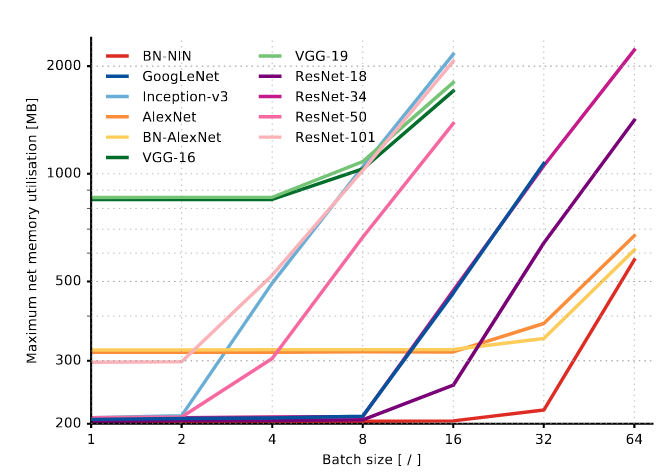 BN-NIN
GoogLeNet
Inception-v3
AlexNet
BN-AlexNet
VGG-16
VGG-19
ResNet-18
ResNet-34
ResNet-50
ResNet-101
Maximum net memory utilisation [MB]
2000
1000
500
300
200
1 2 4 8 16 32 64
Batch size [ / ]